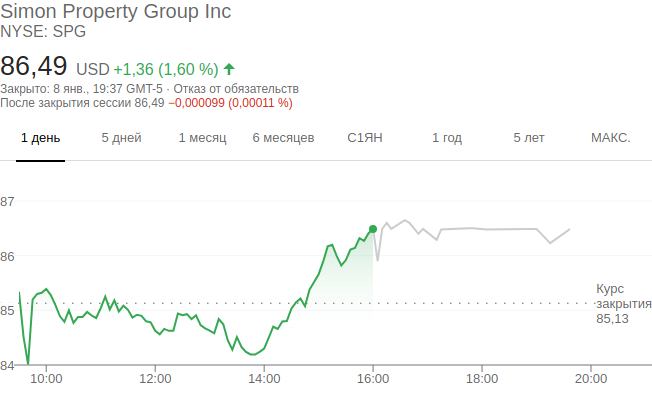 Simon Property Group Inc
NYSE: SPG
86,49 USD +1,36 (1,60 %)
Закрыто: 8 янв., 19:37 GMT-5 · Отказ от обязательств
После закрытия сессии 86,49 −0,000099 (0,00011 %)
1 день 5 дней 1 месяц 6 месяцев С1ЯН 1 год 5 лет МАКС.
87
86
85
84
Курс
закрытия
85,13
10:00 12:00 14:00 16:00 18:00 20:00